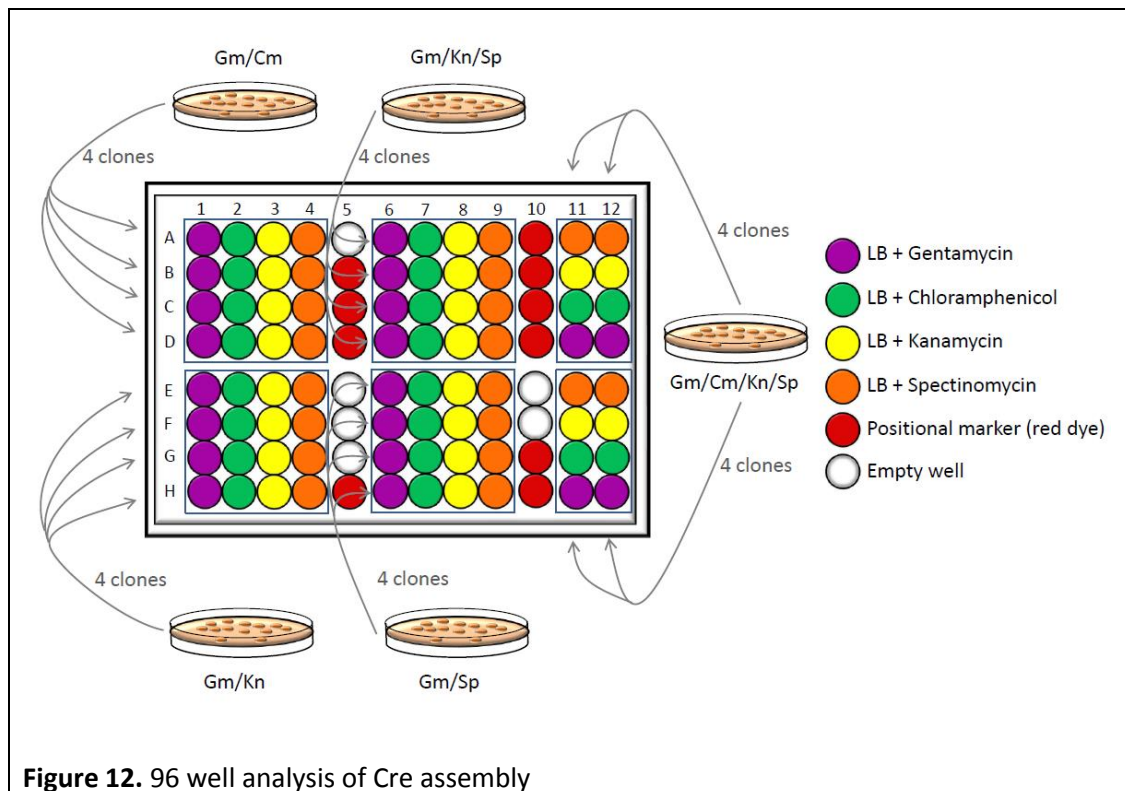 Gm/Cm
Gm/Kn/Sp
4 clones
4 clones
4 clones
1 2 3 4 5 6 7 8 9 10 11 12
A
B
C
D
E
F
G
H
LB + Gentamycin
LB + Chloramphenicol
LB + Kanamycin
LB + Spectinomycin
Positional marker (red dye)
Empty well
Gm/Cm/Kn/Sp
4 clones
4 clones
4 clones
Gm/Kn
Gm/Sp
Figure 12. 96 well analysis of Cre assembly